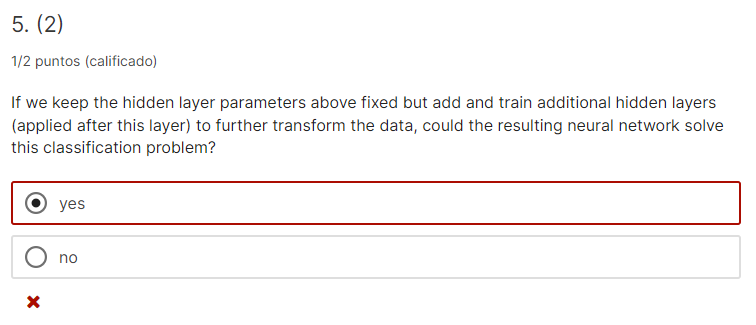 5. (2)
1/2 puntos (calificado)
If we keep the hidden layer parameters above fixed but add and train additional hidden layers
(applied after this layer) to further transform the data, could the resulting neural network solve
this classification problem?
yes
no